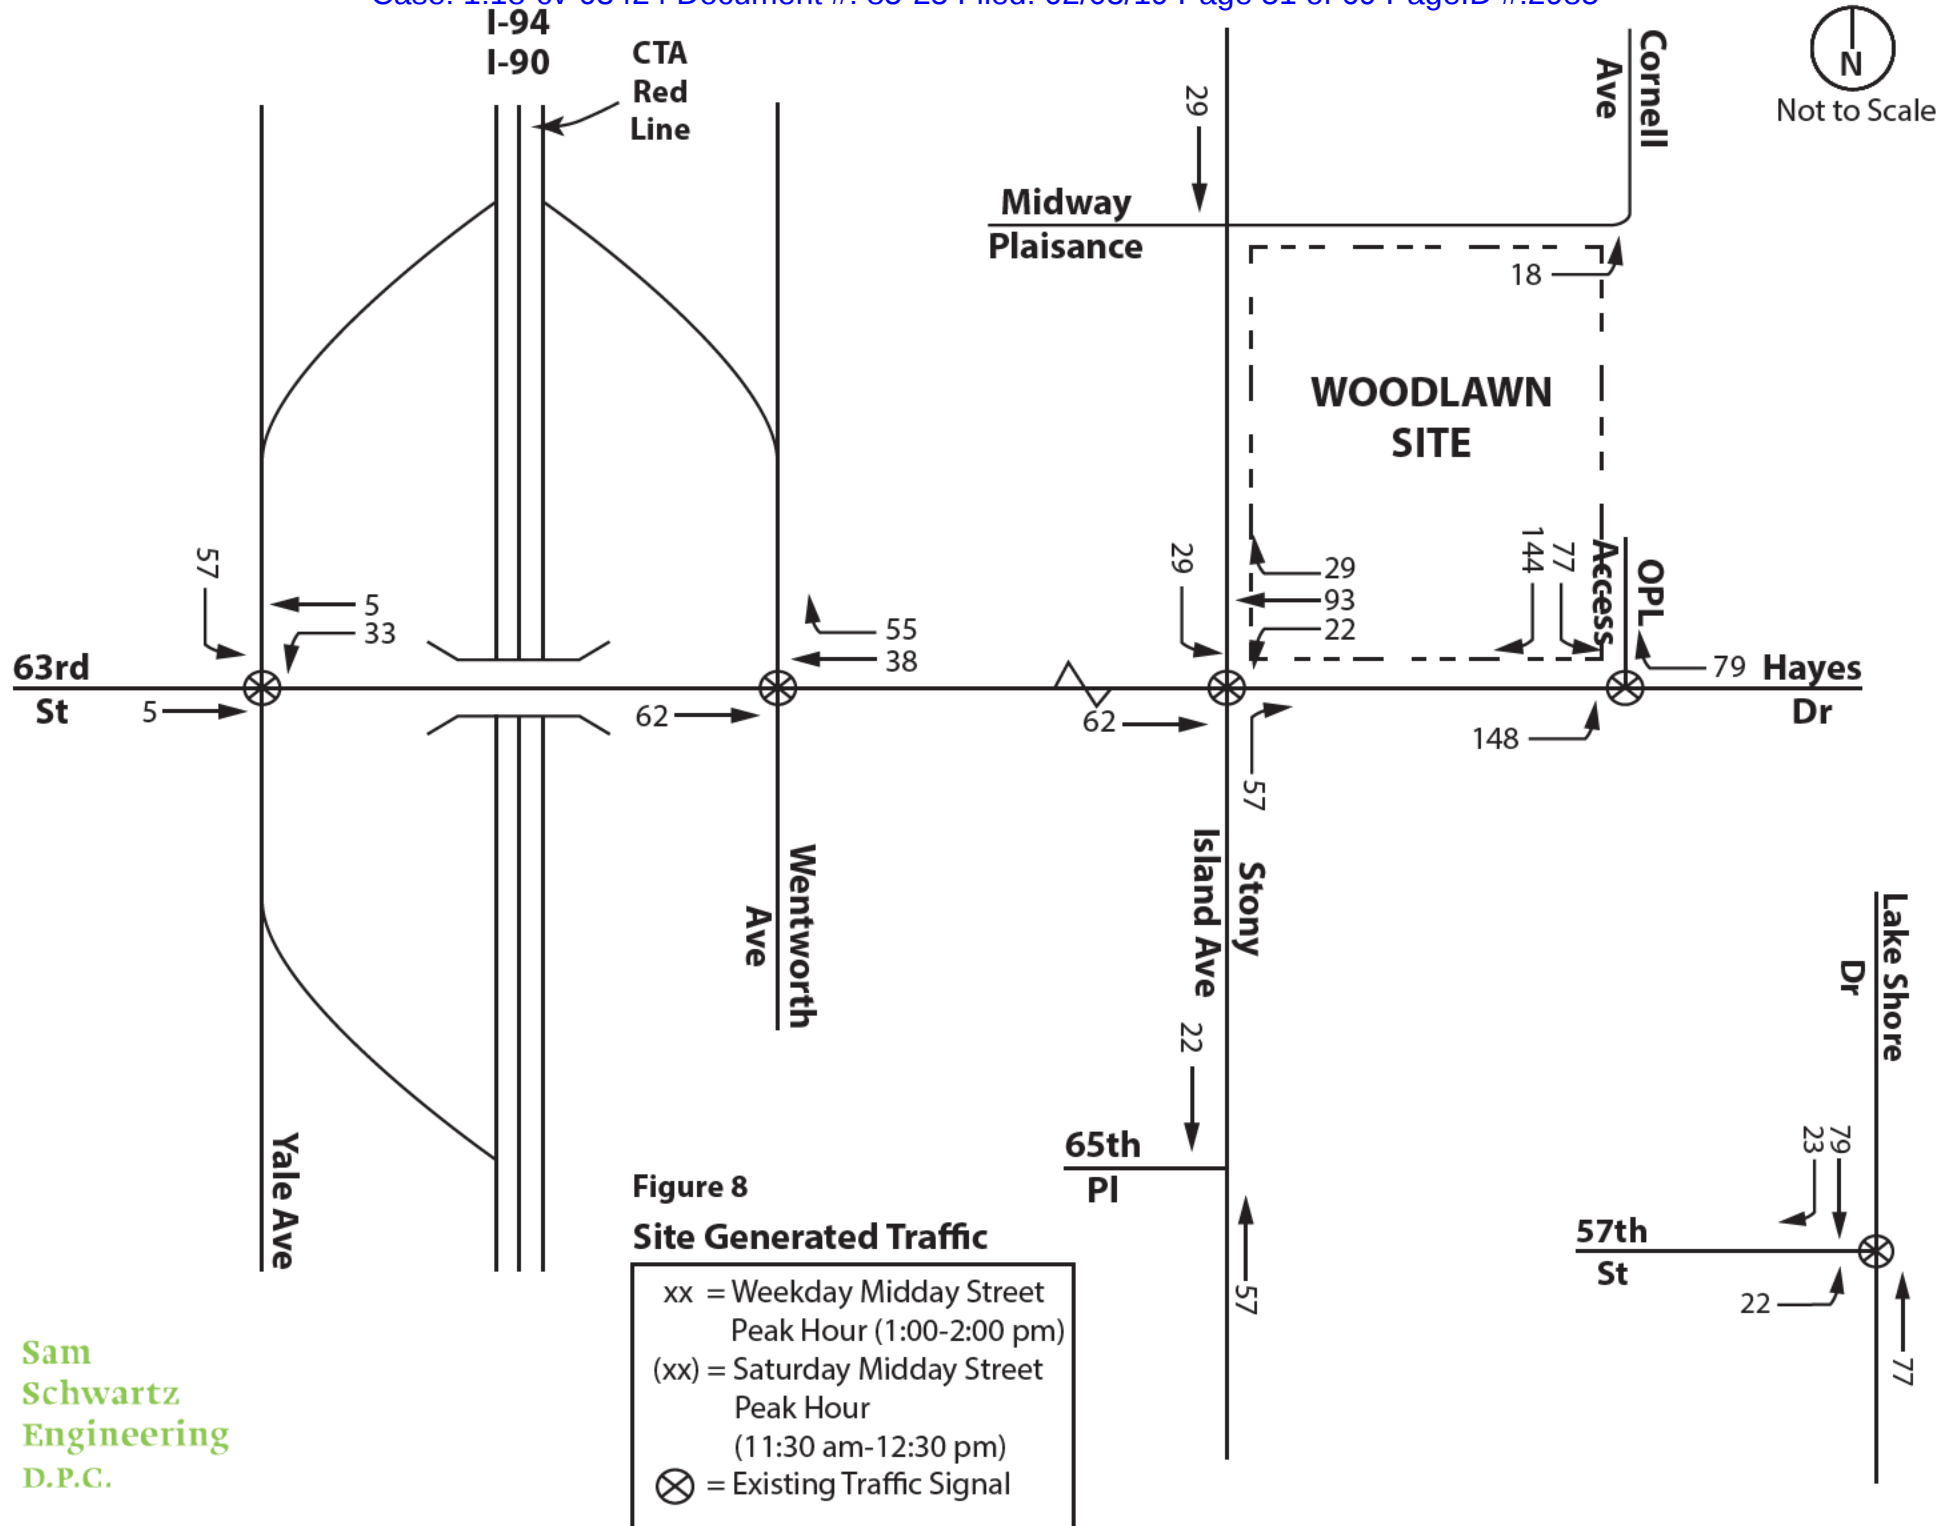 I-94
I-90
CTA
Red
Line
Cornell
Ave
N
Not to Scale
29
Midway
Plaisance
18
WOODLAWN
SITE
57
5
33
55
38
29
29
93
22
144
77
Access
OPL
79
63rd
St
5
62
62
57
148
Hayes
Dr
Wentworth
Ave
Stony
Island Ave
Lake Shore
Dr
22
65th
Pl
57
Yale Ave
23
79
57th
St
22
77
Figure 8
Site Generated Traffic
xx = Weekday Midday Street
Peak Hour (1:00-2:00 pm)
(xx) = Saturday Midday Street
Peak Hour
(11:30 am-12:30 pm)
= Existing Traffic Signal
Sam
Schwartz
Engineering
D.P.C.